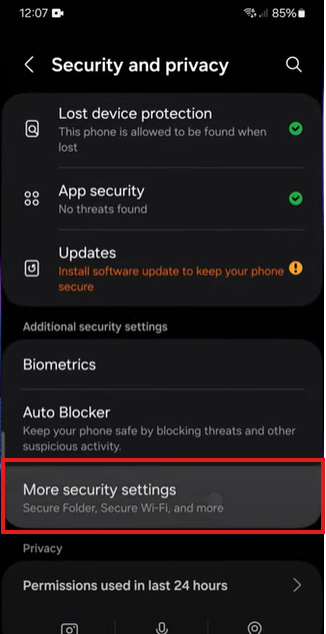 12:07
85%
Security and privacy
Lost device protection
This phone is allowed to be found when
lost
App security
No threats found
Updates
Install software update to keep your phone
secure
Additional security settings
Biometrics
Auto Blocker
Keep your phone safe by blocking threats and other
suspicious activity.
More security settings
Secure Folder, Secure Wi-Fi, and more
Privacy
Permissions used in last 24 hours